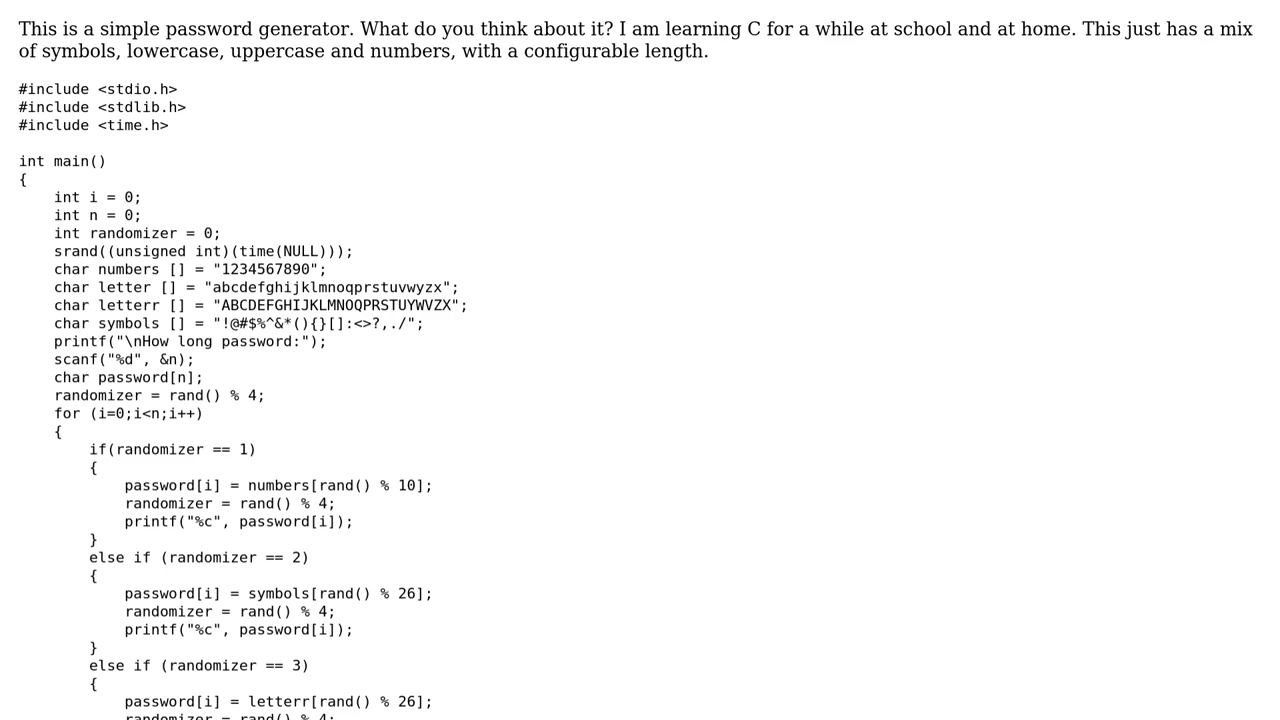 This is a simple password generator. What do you think about it? I am learning C for a while at school and at home. This just has a mix
of symbols, lowercase, uppercase and numbers, with a configurable length.
#include <stdio.h>
#include <stdlib.h>
#include <time.h>

int main()
{
    int i = 0;
    int n = 0;
    int randomizer = 0;
    srand((unsigned int)(time(NULL)));
    char numbers [] = "1234567890";
    char letter [] = "abcdefghijklmnoqprstuvwyzx";
    char letterr [] = "ABCDEFGHIJKLMNOQPRSTUYWVZX";
    char symbols [] = "!@#$%^&*(){}[]:<>?,./";
    printf("\nHow long password:");
    scanf("%d", &n);
    char password[n];
    randomizer = rand() % 4;
    for (i=0;i<n;i++)
    {
        if(randomizer == 1)
        {
            password[i] = numbers[rand() % 10];
            randomizer = rand() % 4;
            printf("%c", password[i]);
        }
        else if (randomizer == 2)
        {
            password[i] = symbols[rand() % 26];
            randomizer = rand() % 4;
            printf("%c", password[i]);
        }
        else if (randomizer == 3)
        {
            password[i] = letterr[rand() % 26];
            randomizer = rand() % 4;